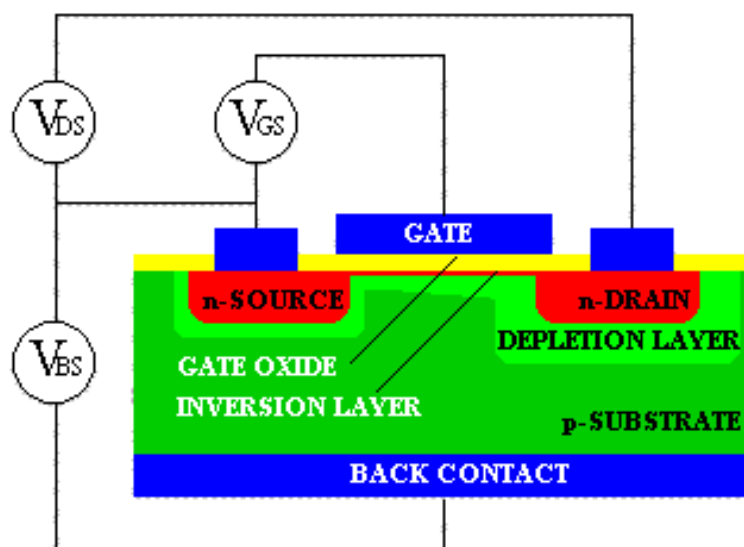 VDS
VGS
GATE
n-SOURCE
n-DRAIN
DEPLETION LAYER
VBS
GATE OXIDE
INVERSION LAYER
p-SUBSTRATE
BACK CONTACT